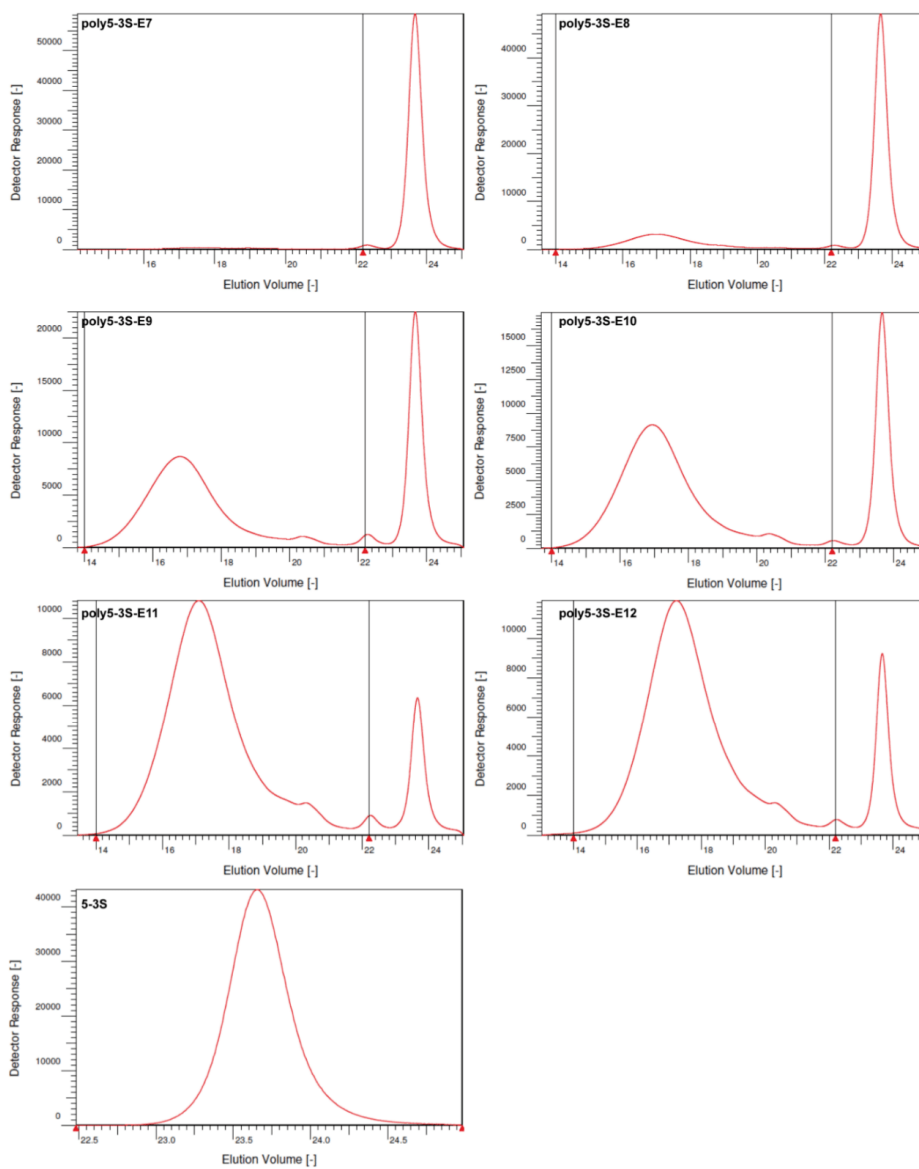 poly5-3S-E7
Detector Response [-]
50000
40000
30000
20000
10000
0
16 18 20 22 24
Elution Volume [-]
poly5-3S-E8
Detector Response [-]
40000
30000
20000
10000
0
14 16 18 20 22 24
Elution Volume [-]
poly5-3S-E9
Detector Response [-]
20000
15000
10000
5000
0
14 16 18 20 22 24
Elution Volume [-]
poly5-3S-E10
Detector Response [-]
15000
12500
10000
7500
5000
2500
0
14 16 18 20 22 24
Elution Volume [-]
poly5-3S-E11
Detector Response [-]
10000
8000
6000
4000
2000
0
14 16 18 20 22 24
Elution Volume [-]
poly5-3S-E12
Detector Response [-]
10000
8000
6000
4000
2000
0
14 16 18 20 22 24
Elution Volume [-]
5-3S
Detector Response [-]
40000
30000
20000
10000
0
22.5 23.0 23.5 24.0 24.5
Elution Volume [-]